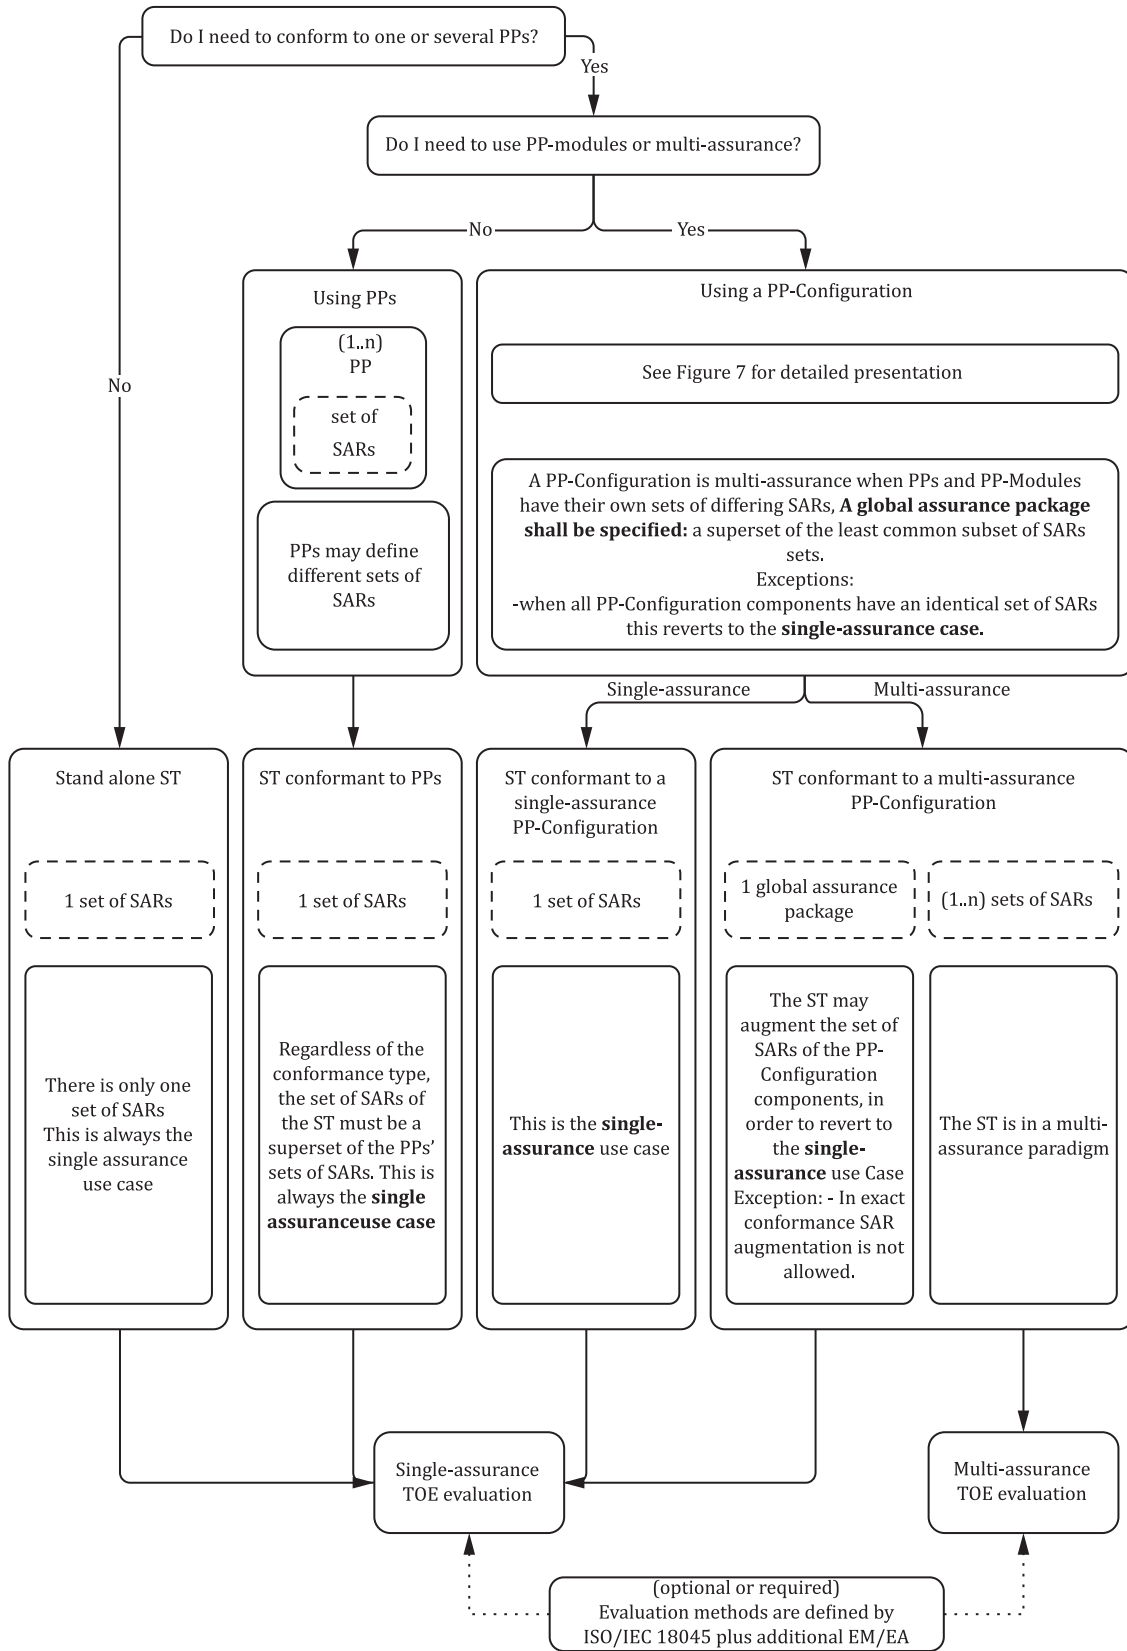 Do I need to conform to one or several PPs?
Yes
Do I need to use PP-modules or multi-assurance?
No
Yes
No
Using PPs
(1..n)
PP
set of
SARs
PPs may define
different sets of
SARs
Using a PP-Configuration
See Figure 7 for detailed presentation
A PP-Configuration is multi-assurance when PPs and PP-Modules
have their own sets of differing SARs, A global assurance package
shall be specified: a superset of the least common subset of SARs
sets.
Exceptions:
-when all PP-Configuration components have an identical set of SARs
this reverts to the single-assurance case.
Single-assurance
Multi-assurance
Stand alone ST
1 set of SARs
There is only one
set of SARs
This is always the
single assurance
use case
ST conformant to PPs
1 set of SARs
Regardless of the
conformance type,
the set of SARs of
the ST must be a
superset of the PPs'
sets of SARs. This is
always the single
assuranceuse case
ST conformant to a
single-assurance
PP-Configuration
1 set of SARs
This is the single-
assurance use case
ST conformant to a multi-assurance
PP-Configuration
1 global assurance
package
(1..n) sets of SARs
The ST may
augment the set of
SARs of the PP-
Configuration
components, in
order to revert to
the single-
assurance use Case
Exception: - In exact
conformance SAR
augmentation is not
allowed.
The ST is in a multi-
assurance paradigm
Single-assurance
TOE evaluation
Multi-assurance
TOE evaluation
(optional or required)
Evaluation methods are defined by
ISO/IEC 18045 plus additional EM/EA